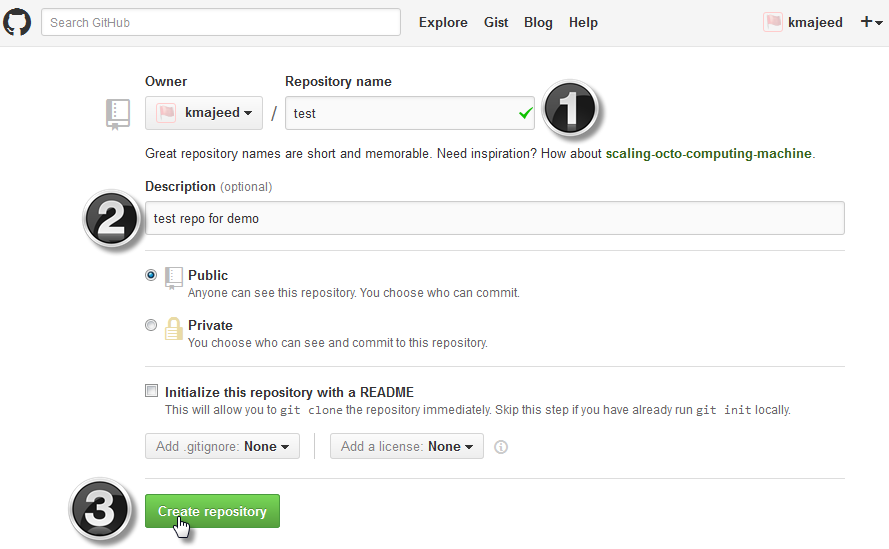 Search GitHub Explore Gist Blog Help kmajeed
Owner Repository name
kmajeed / test 1
Great repository names are short and memorable. Need inspiration? How about scaling-octo-computing-machine.
Description (optional)
2 test repo for demo
Public
Anyone can see this repository. You choose who can commit.
Private
You choose who can see and commit to this repository.
Initialize this repository with a README
This will allow you to git clone the repository immediately. Skip this step if you have already run git init locally.
Add .gitignore: None Add a license: None
3 Create repository